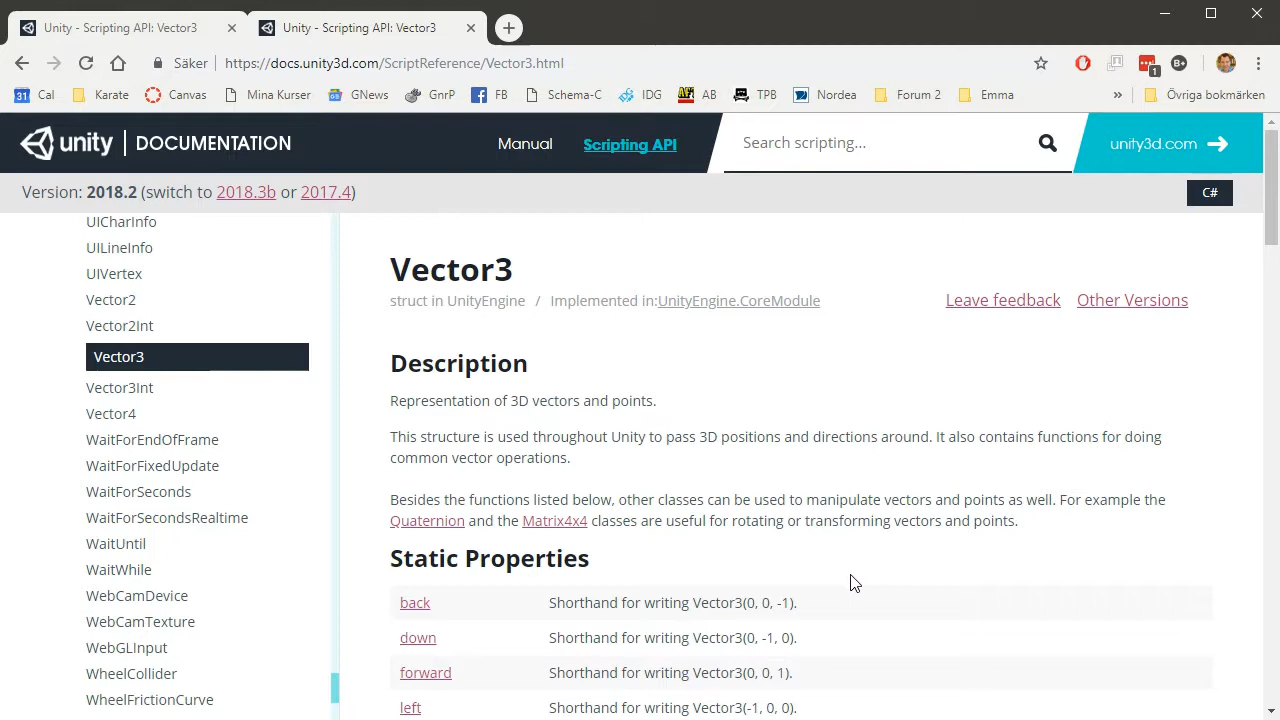 Unity - Scripting API: Vector3
Unity - Scripting API: Vector3
Säker
https://docs.unity3d.com/ScriptReference/Vector3.html
1
31 Cal
Karate
Canvas
Mina Kurser
GNews
GnrP
FB
Schema-C
IDG
AB
TPB
Nordea
Forum 2
Emma
»
Övriga bokmärken
unity | DOCUMENTATION
Manual
Scripting API
Search scripting...
unity3d.com
Version: 2018.2 (switch to 2018.3b or 2017.4)
C#
UICharInfo
UILineInfo
UIVertex
Vector2
Vector2Int
Vector3
Vector3Int
Vector4
WaitForEndOfFrame
WaitForFixedUpdate
WaitForSeconds
WaitForSecondsRealtime
WaitUntil
WaitWhile
WebCamDevice
WebCamTexture
WebGLInput
WheelCollider
WheelFrictionCurve
Vector3
struct in UnityEngine / Implemented in:UnityEngine.CoreModule
Leave feedback
Other Versions
Description
Representation of 3D vectors and points.
This structure is used throughout Unity to pass 3D positions and directions around. It also contains functions for doing
common vector operations.
Besides the functions listed below, other classes can be used to manipulate vectors and points as well. For example the
Quaternion and the Matrix4x4 classes are useful for rotating or transforming vectors and points.
Static Properties
back Shorthand for writing Vector3(0, 0, -1).
down Shorthand for writing Vector3(0, -1, 0).
forward Shorthand for writing Vector3(0, 0, 1).
left Shorthand for writing Vector3(-1, 0, 0).